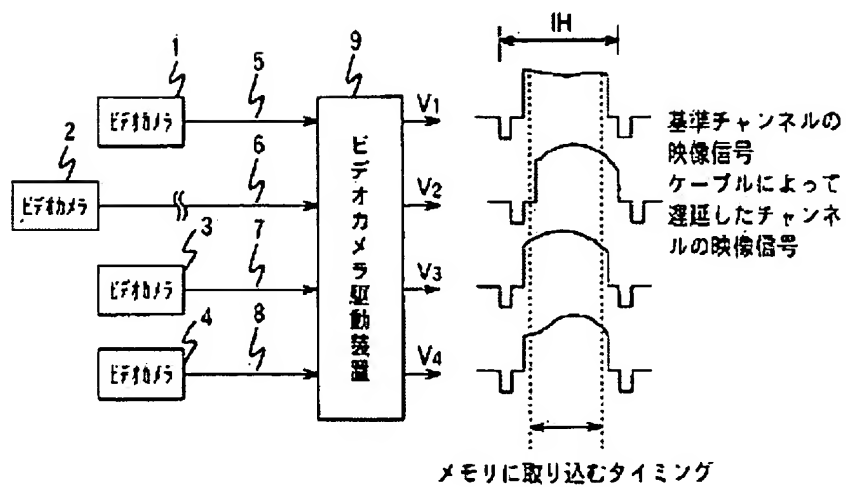 1H
1
5
9
V1
ビデオカメラ
2
6
V2
ビデオカメラ
3
7
V3
ビデオカメラ
4
8
V4
ビデオカメラ
ビデオカメラ駆動装置
基準チャンネルの
映像信号
ケーブルによって
遅延したチャンネ
ルの映像信号
メモリに取り込むタイミング